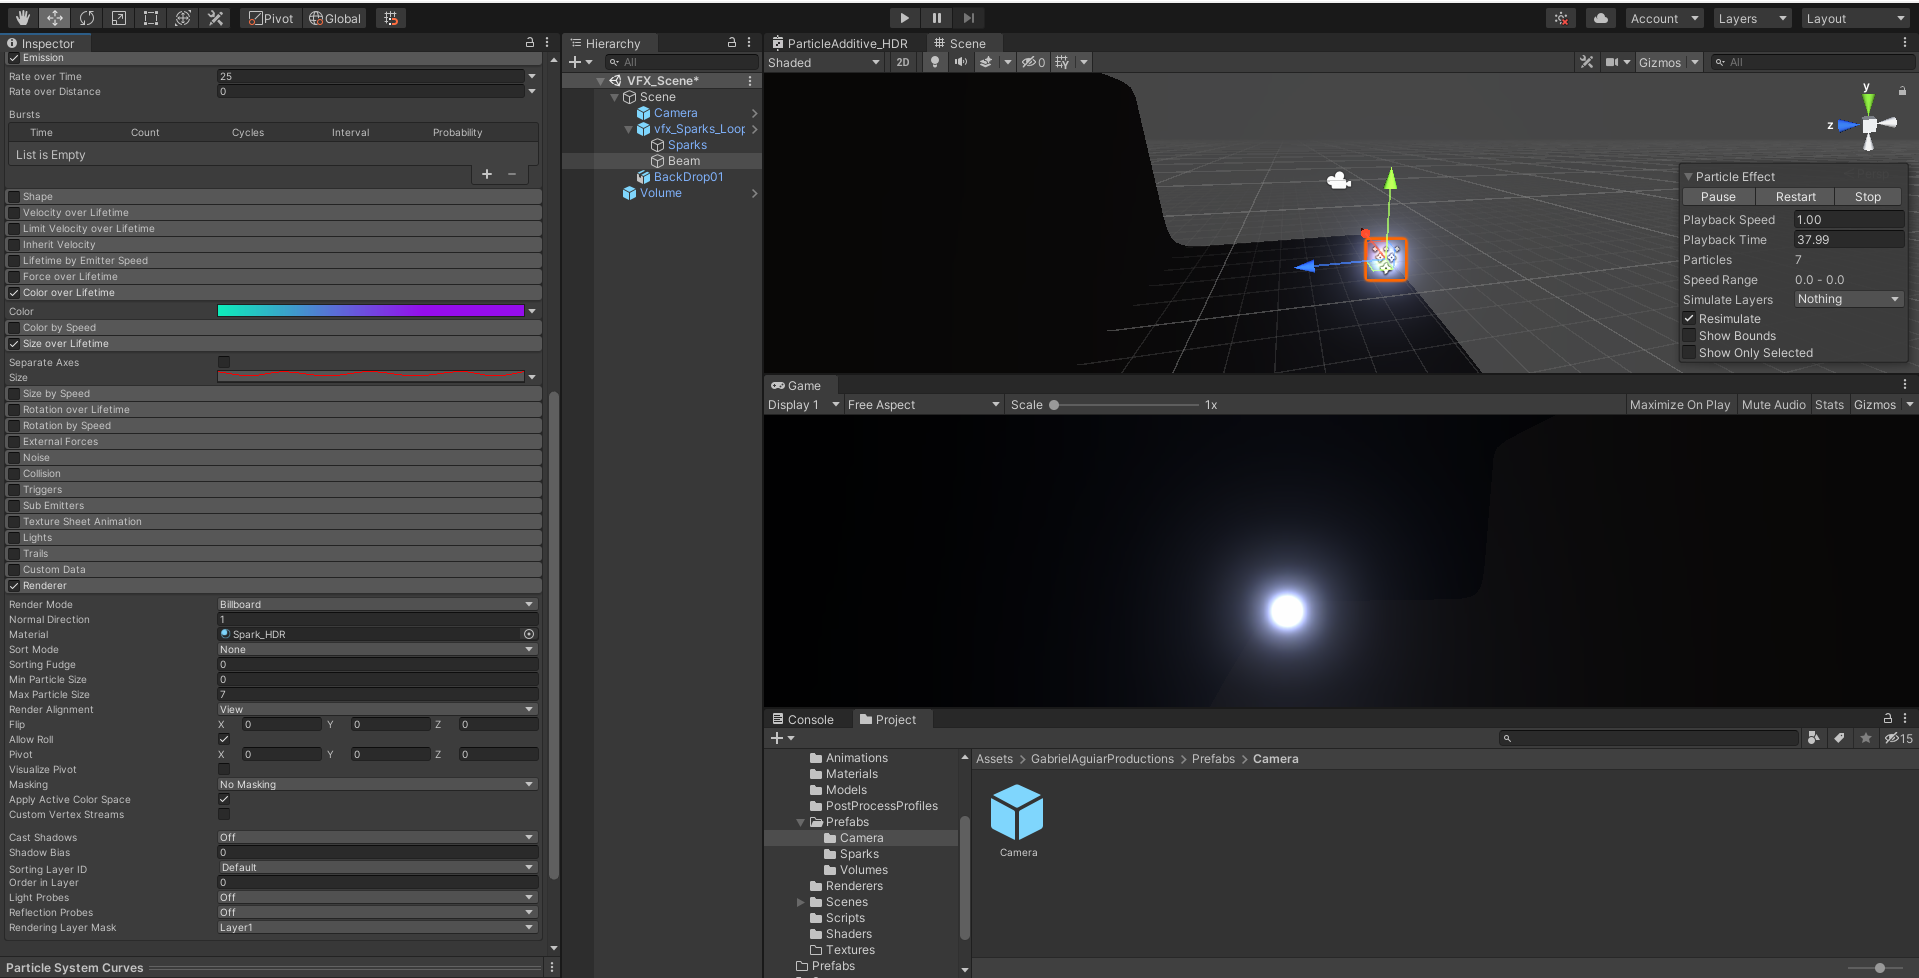 Pivot Global Account Layers Layout
Inspector
Emission
Rate over Time 25
Rate over Distance 0
Bursts
Time Count Cycles Interval Probability
List is Empty
+ −
Shape
Velocity over Lifetime
Limit Velocity over Lifetime
Inherit Velocity
Lifetime by Emitter Speed
Force over Lifetime
Color over Lifetime
Color
Color by Speed
Size over Lifetime
Separate Axes
Size
Size by Speed
Rotation over Lifetime
Rotation by Speed
External Forces
Noise
Collision
Triggers
Sub Emitters
Texture Sheet Animation
Lights
Trails
Custom Data
Renderer
Render Mode Billboard
Normal Direction 1
Material Spark_HDR
Sort Mode None
Sorting Fudge 0
Min Particle Size 0
Max Particle Size 7
Render Alignment View
Flip X 0 Y 0 Z 0
Allow Roll
Pivot X 0 Y 0 Z 0
Visualize Pivot
Masking No Masking
Apply Active Color Space
Custom Vertex Streams
Cast Shadows Off
Shadow Bias 0
Sorting Layer ID Default
Order in Layer 0
Light Probes Off
Reflection Probes Off
Rendering Layer Mask Layer1
Particle System Curves
Hierarchy
All
VFX_Scene*
Scene
Camera
vfx_Sparks_Loop
Sparks
Beam
BackDrop01
Volume
ParticleAdditive_HDR Scene
Shaded 2D 0 Gizmos All
y
z
Particle Effect
Pause Restart Stop
Playback Speed 1.00
Playback Time 37.99
Particles 7
Speed Range 0.0 - 0.0
Simulate Layers Nothing
Resimulate
Show Bounds
Show Only Selected
Game
Display 1 Free Aspect Scale 1x Maximize On Play Mute Audio Stats Gizmos
Console Project
15
Animations
Materials
Models
PostProcessProfiles
Prefabs
Camera
Sparks
Volumes
Renderers
Scenes
Scripts
Shaders
Textures
Prefabs
Assets > GabrielAguiarProductions > Prefabs > Camera
Camera